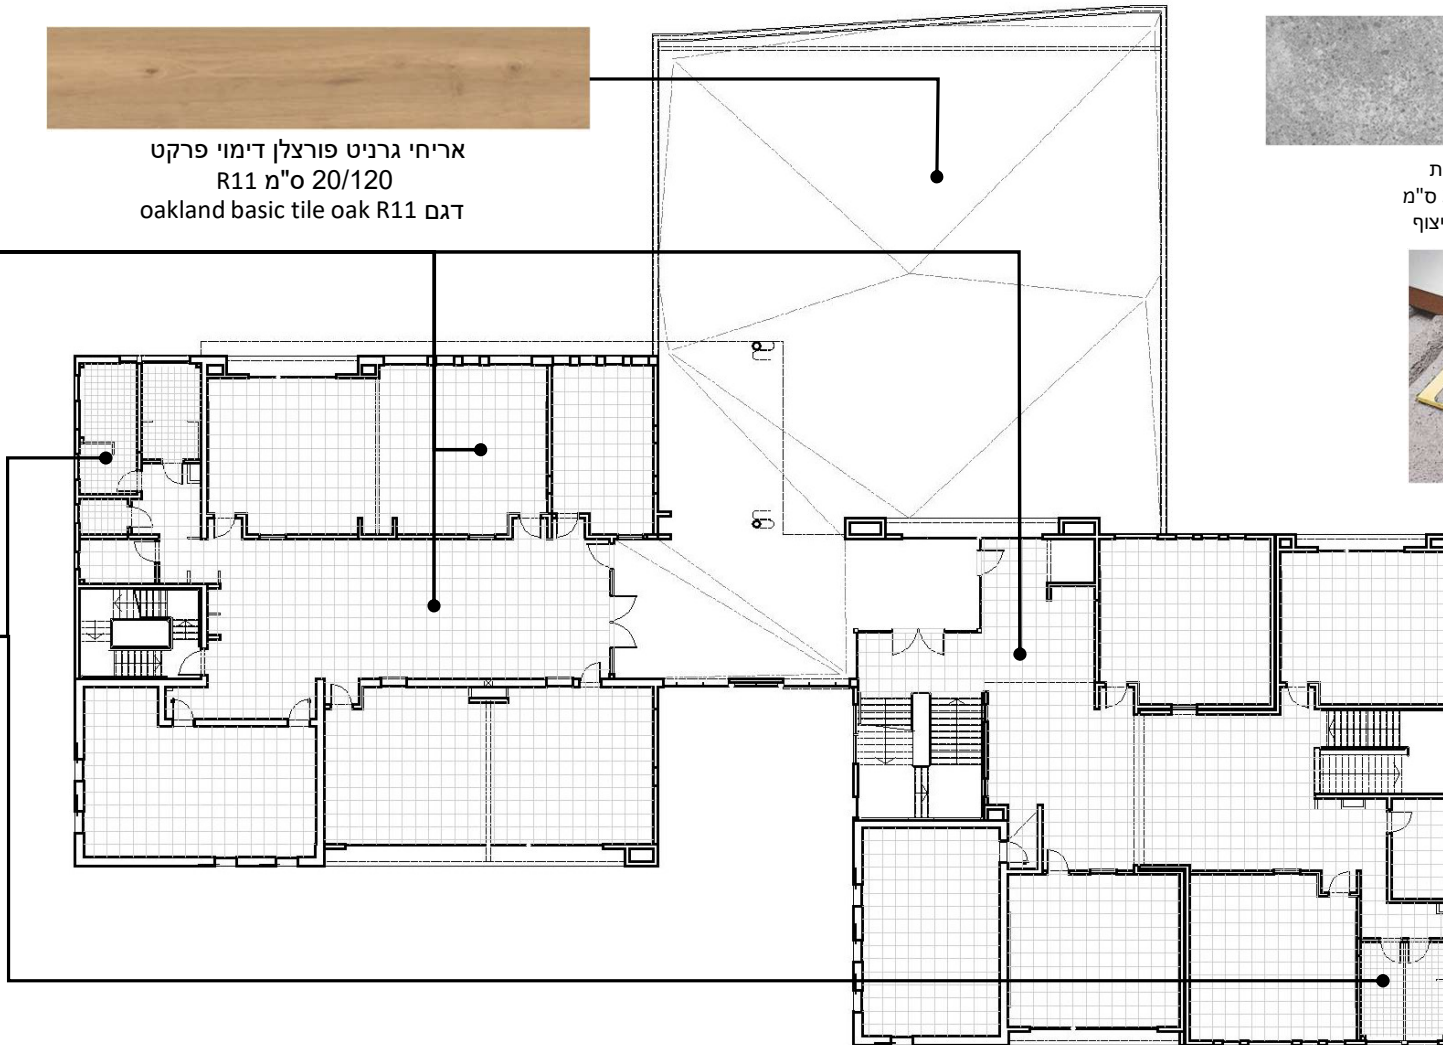 אריחי גרניט פורצלן דימוי פרקט
20/120 ס"מ R11
דגם oakland basic tile oak R11
ס"מ